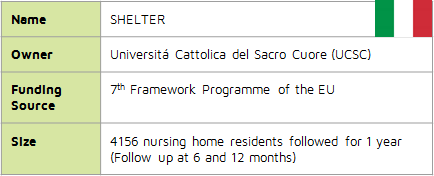 Name SHELTER
Owner Universitá Cattolica del Sacro Cuore (UCSC)
Funding 7th Framework Programme of the EU
Source
Size 4156 nursing home residents followed for 1 year
(Follow up at 6 and 12 months)